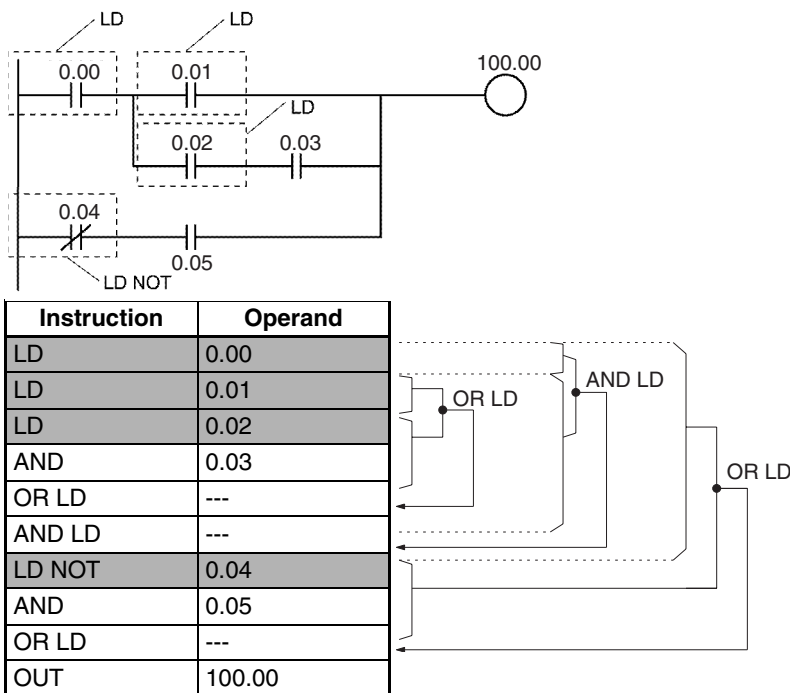 LD LD
0.00 0.01 100.00
LD
0.02 0.03
0.04
0.05
LD NOT
Instruction Operand
LD 0.00
LD 0.01
LD 0.02
AND 0.03
OR LD ---
AND LD ---
LD NOT 0.04
AND 0.05
OR LD ---
OUT 100.00
AND LD
OR LD
OR LD